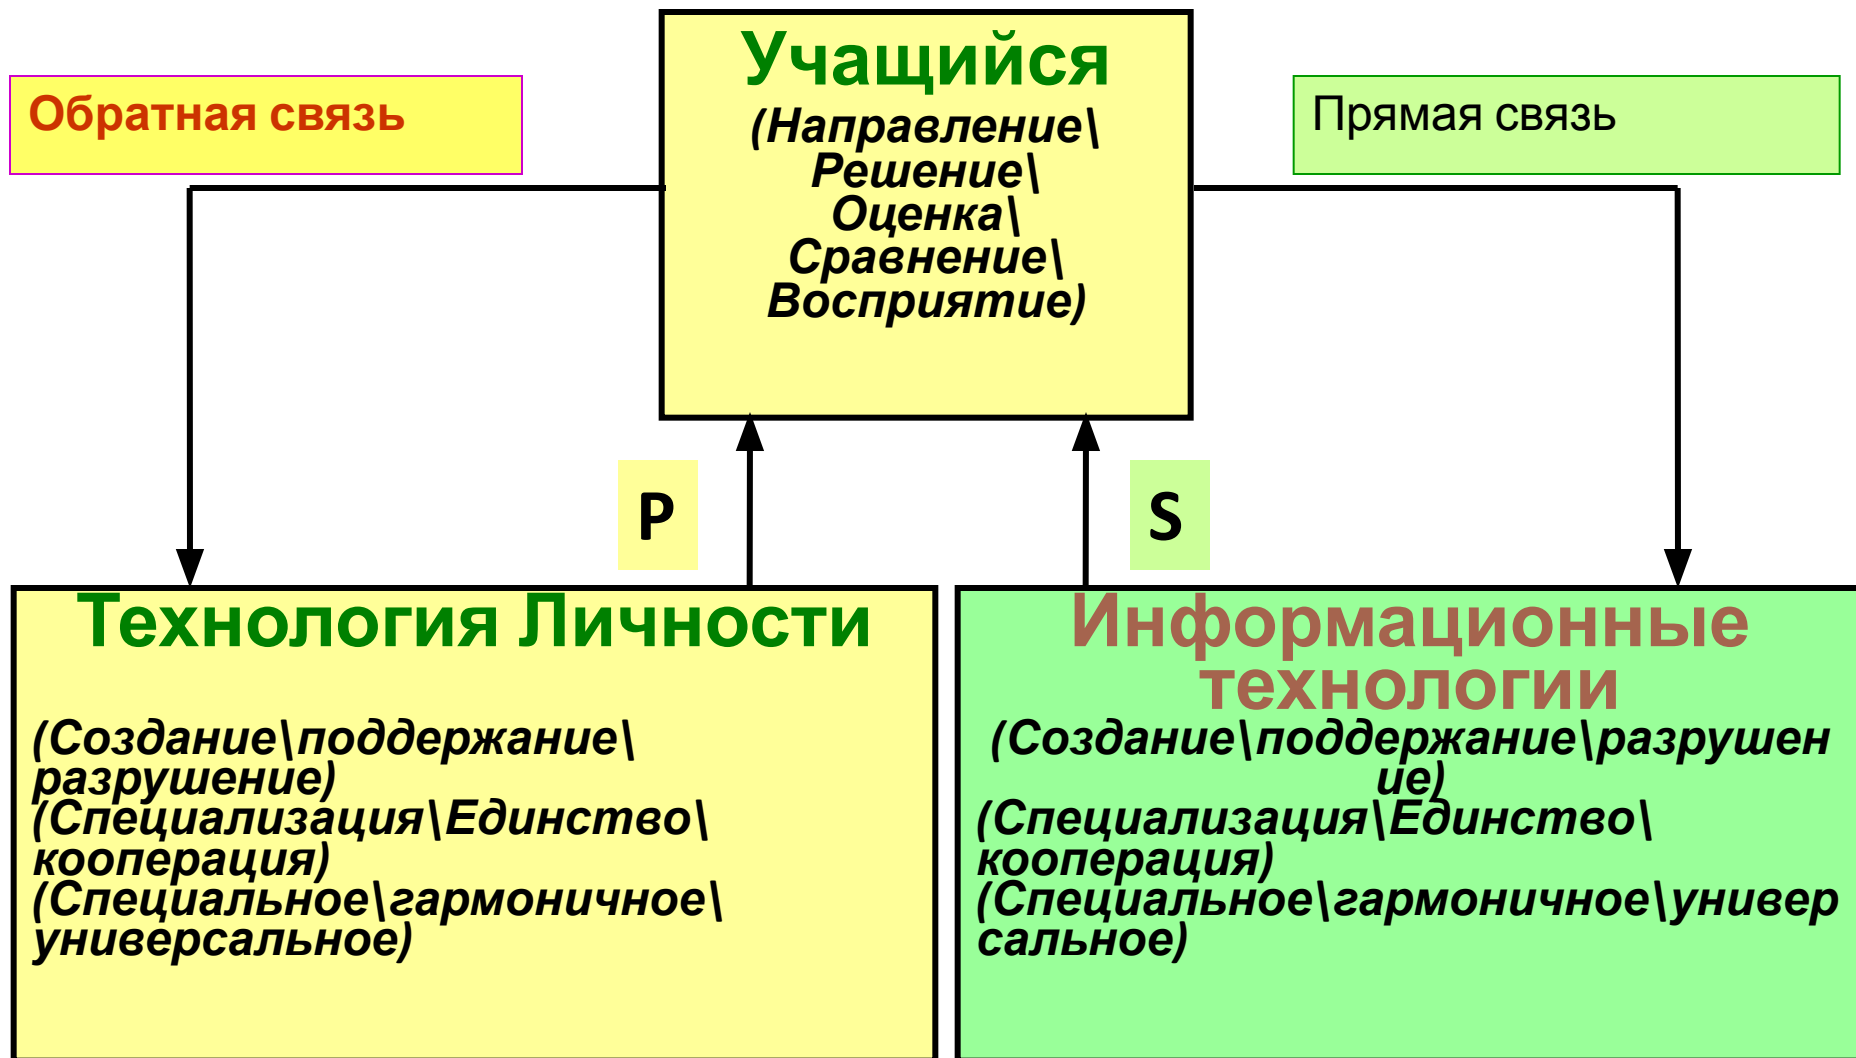 Учащийся
(Направление\
Решение\
Оценка\
Сравнение\
Восприятие)
Обратная связь
Прямая связь
P
S
Технология Личности
(Создание\поддержание\
разрушение)
(Специализация\Единство\
кооперация)
(Специальное\гармоничное\
универсальное)
Информационные
технологии
(Создание\поддержание\разрушен
ие)
(Специализация\Единство\
кооперация)
(Специальное\гармоничное\универ
сальное)